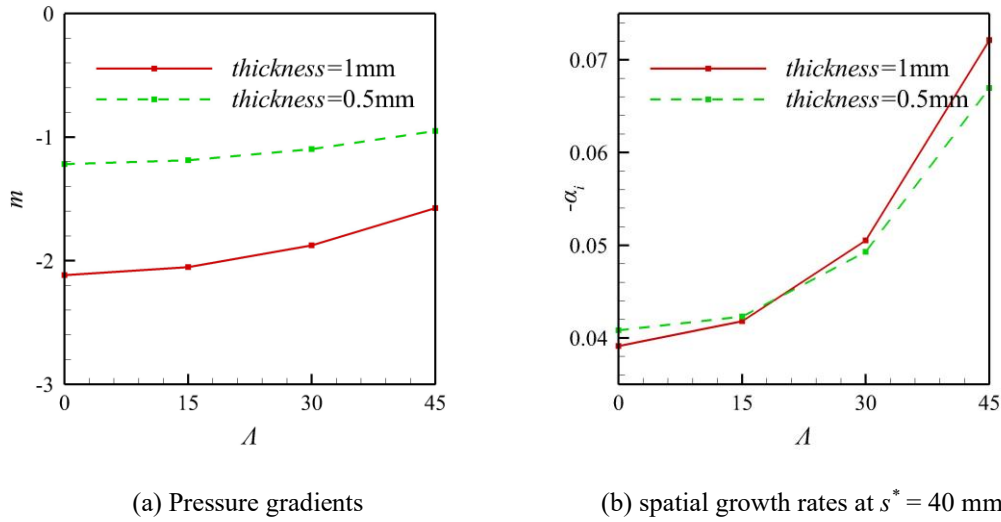 0
-1
-2
-3
m
thickness=1mm
thickness=0.5mm
0 15 30 45
Λ
(a) Pressure gradients
0.07
0.06
0.05
0.04
-αi
thickness=1mm
thickness=0.5mm
0 15 30 45
Λ
(b) spatial growth rates at s* = 40 mm